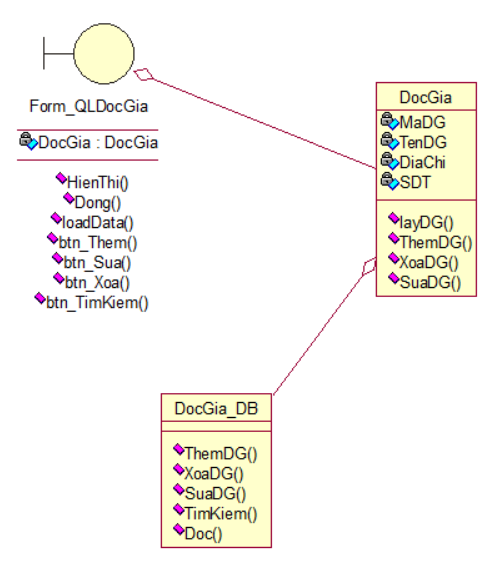 Form_QLDocGia
DocGia : DocGia
HienThi()
Dong()
loadData()
btn_Them()
btn_Sua()
btn_Xoa()
btn_TimKiem()
DocGia
MaDG
TenDG
DiaChi
SDT
layDG()
ThemDG()
XoaDG()
SuaDG()
DocGia_DB
ThemDG()
XoaDG()
SuaDG()
TimKiem()
Doc()